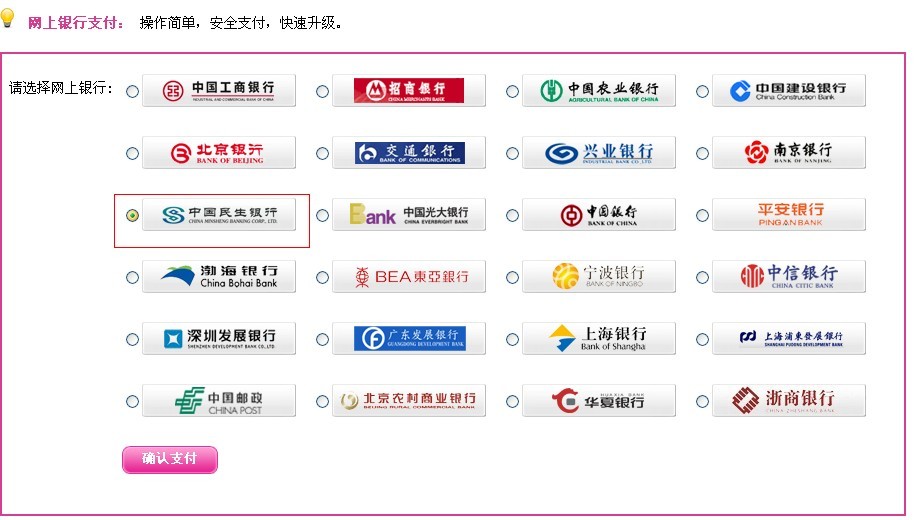 网上银行支付： 操作简单，安全支付，快速升级。
请选择网上银行： 中国工商银行 招商银行 中国农业银行 中国建设银行
INDUSTRIAL AND COMMERCIAL BANK OF CHINA CHINA MERCHANTS BANK AGRICULTURAL BANK OF CHINA China Construction Bank
北京银行 交通银行 兴业银行 南京银行
BANK OF BEIJING BANK OF COMMUNICATIONS INDUSTRIAL BANK CO.,LTD. BANK OF NANJING
中国民生银行 Bank 中国光大银行 中国银行 平安银行
CHINA MINSHENG BANKING CORP., LTD. CHINA EVERBRIGHT BANK BANK OF CHINA PINGAN BANK
渤海银行 BEA東亞銀行 宁波银行 中信银行
China Bohai Bank BANK OF NINGBO CHINA CITIC BANK
深圳发展银行 广东发展银行 上海银行 上海浦東發展銀行
SHENZHEN DEVELOPMENT BANK CO.,LTD. GUANGDONG DEVELOPMENT BANK Bank of Shanghai SHANGHAI PUDONG DEVELOPMENT BANK
中国邮政 北京农村商业银行 HUAXIA BANK 华夏银行 浙商银行
CHINA POST BEIJING RURAL COMMERCIAL BANK CHINA ZHESHANG BANK
确认支付